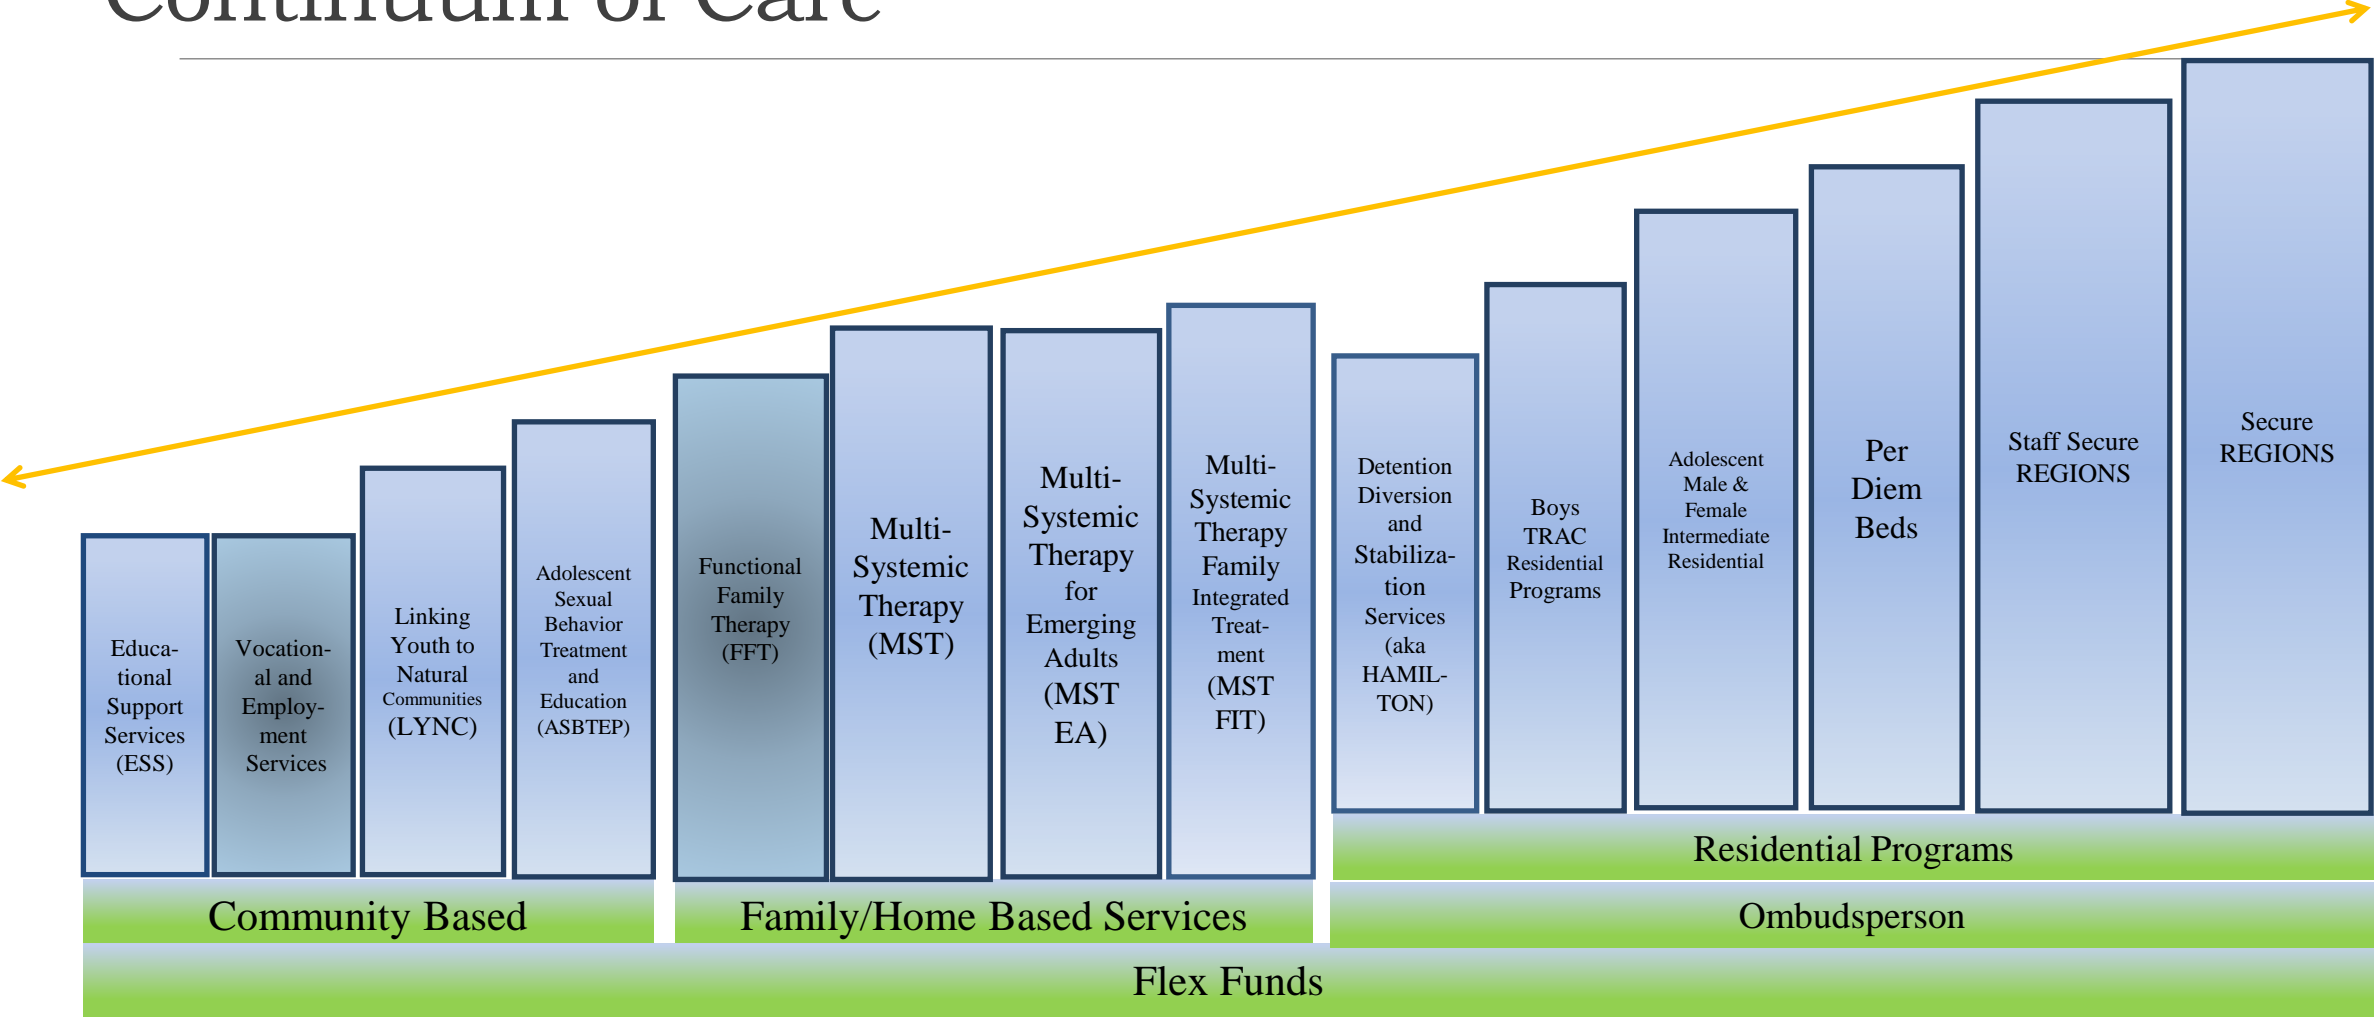 Continuum of Care
Educa-
tional
Support
Services
(ESS)
Vocation-
al and
Employ-
ment
Services
Linking
Youth to
Natural
Communities
(LYNC)
Adolescent
Sexual
Behavior
Treatment
and
Education
(ASBTEP)
Functional
Family
Therapy
(FFT)
Multi-
Systemic
Therapy
(MST)
Multi-
Systemic
Therapy
for
Emerging
Adults
(MST
EA)
Multi-
Systemic
Therapy
Family
Integrated
Treat-
ment
(MST
FIT)
Detention
Diversion
and
Stabiliza-
tion
Services
(aka
HAMIL-
TON)
Boys
TRAC
Residential
Programs
Adolescent
Male &
Female
Intermediate
Residential
Per
Diem
Beds
Staff Secure
REGIONS
Secure
REGIONS
Residential Programs
Community Based
Family/Home Based Services
Ombudsperson
Flex Funds